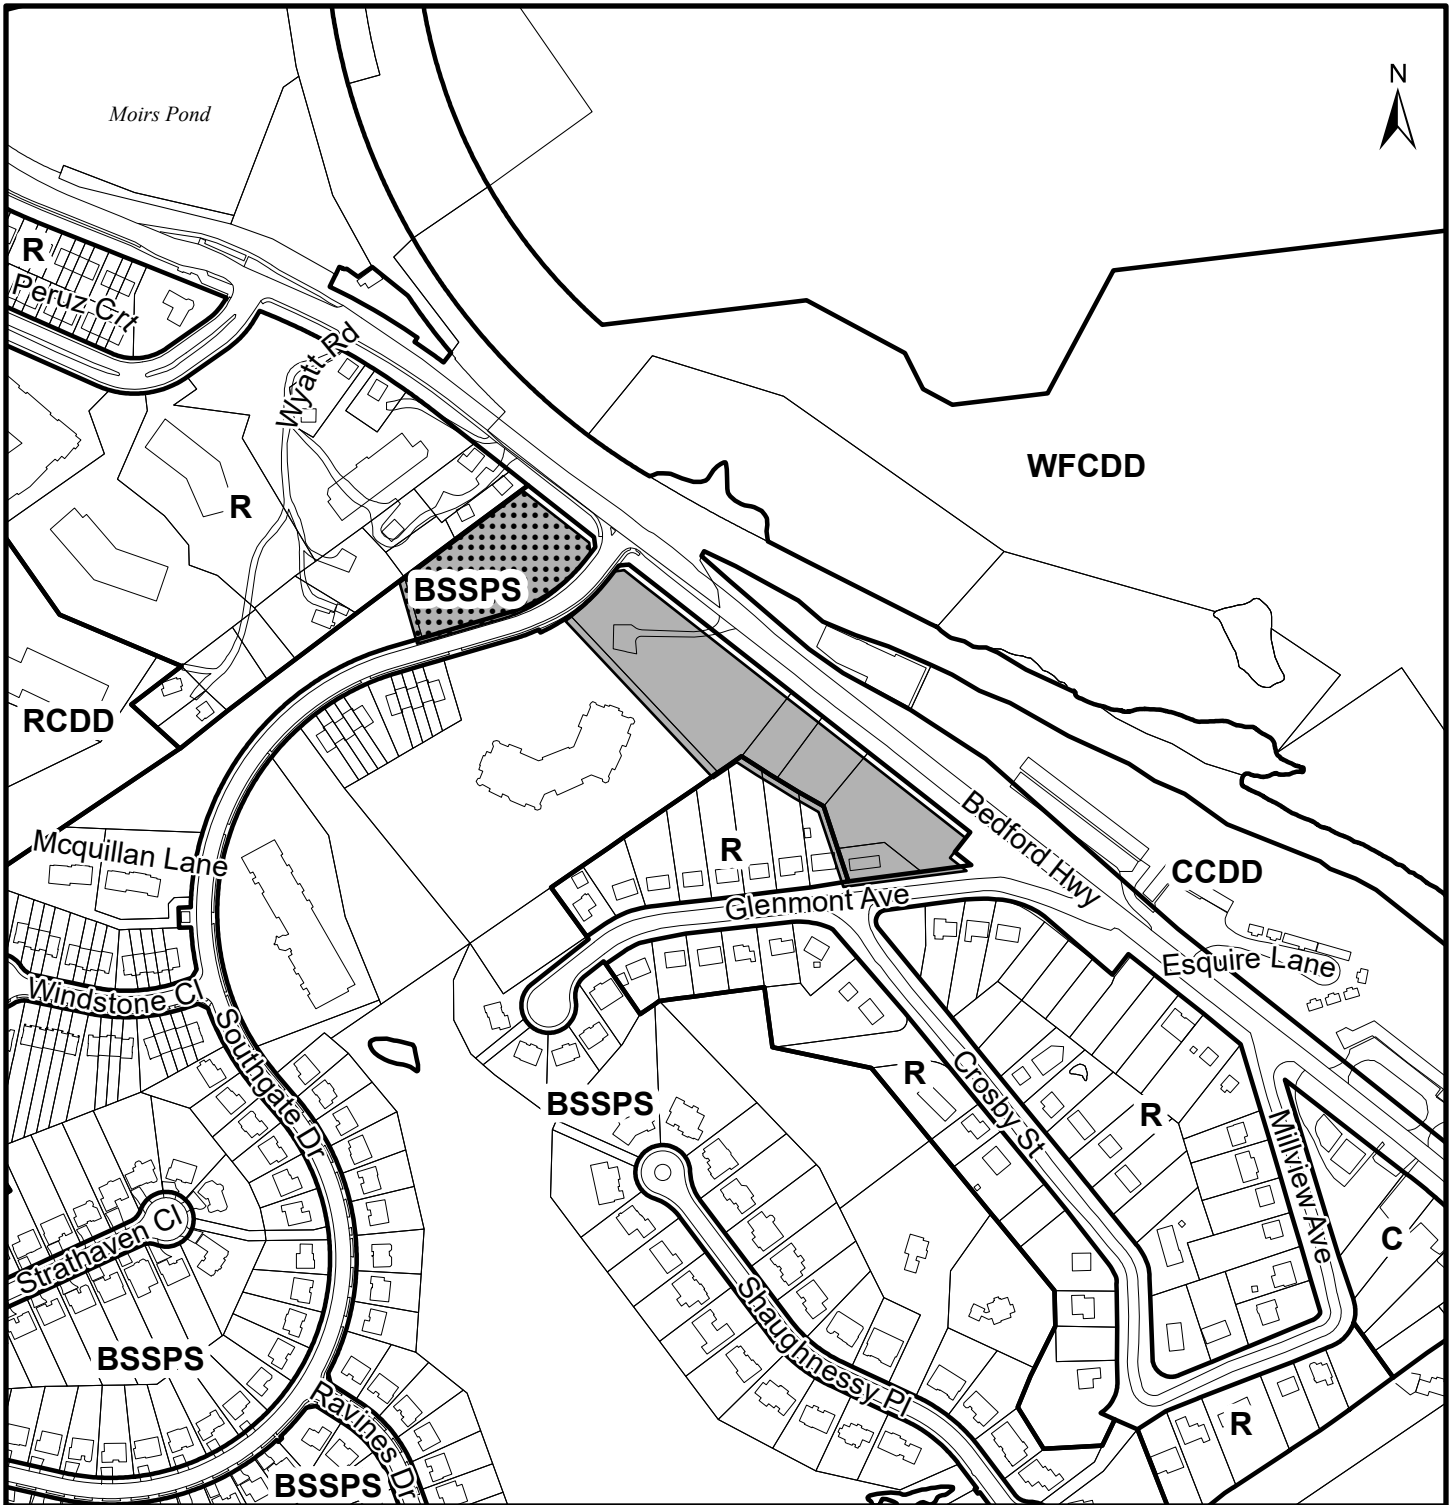 N
Moirs Pond
R
Peruz Crt
Wyatt Rd
WFCDD
R
BSSPS
RCDD
Bedford Hwy
Mcquillan Lane
R
CCDD
Glenmont Ave
Esquire Lane
Windstone Cl
Southgate Dr
R
Crosby St
BSSPS
R
Millview Ave
C
Strathaven Cl
Shaughnessy Pl
BSSPS
Ravines Dr
R
BSSPS